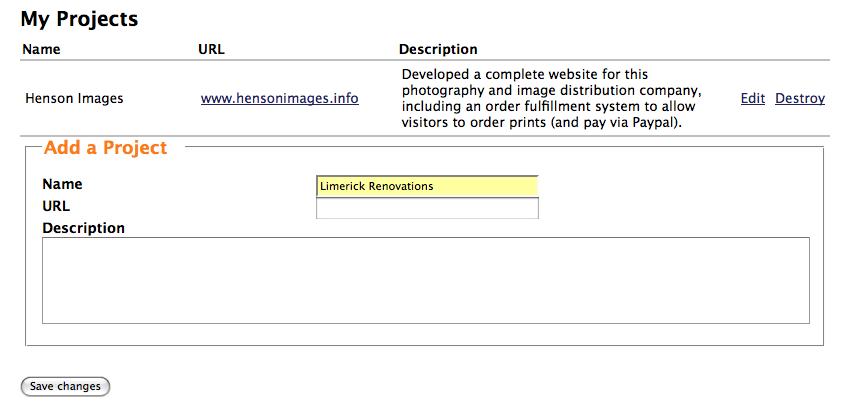 My Projects
Name URL Description
Developed a complete website for this
photography and image distribution company,
Henson Images www.hensonimages.info Edit Destroy
including an order fulfillment system to allow
visitors to order prints (and pay via Paypal).
Add a Project
Name Limerick Renovations
URL
Description
Save changes